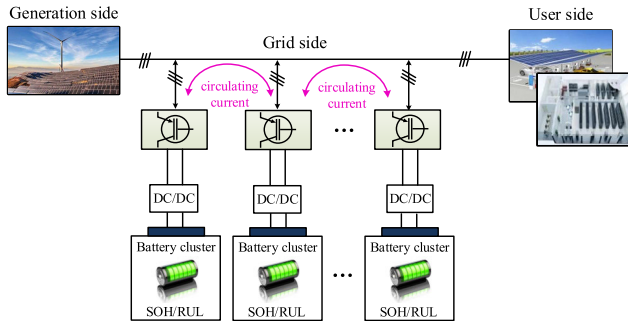 Generation side
Grid side
User side
circulating
current
circulating
current
...
DC/DC
DC/DC
DC/DC
Battery cluster
Battery cluster
Battery cluster
...
SOH/RUL
SOH/RUL
SOH/RUL